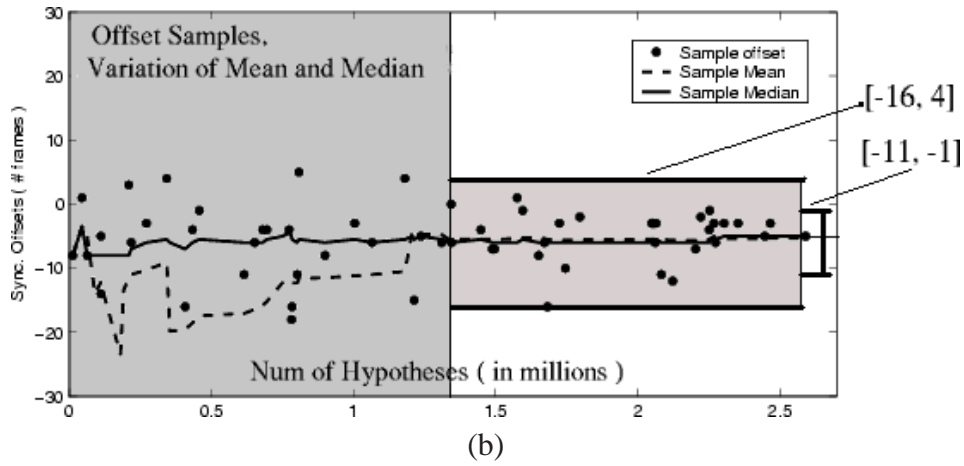 30
Offset Samples,
Variation of Mean and Median
Sample offset
Sample Mean
Sample Median
[-16, 4]
[-11, -1]
20
10
0
-10
-20
-30
Sync. Offsets ( # frames )
Num of Hypotheses ( in millions )
0
0.5
1
1.5
2
2.5
(b)